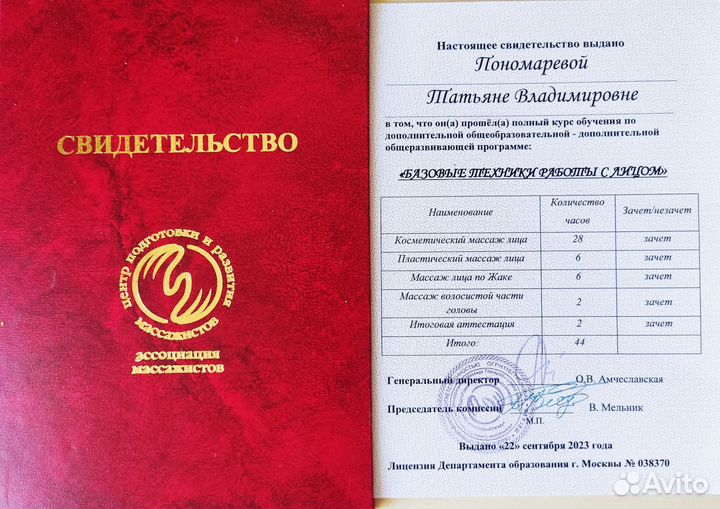 СВИДЕТЕЛЬСТВО
центр подготовки и развития
массажистов
ассоциация
массажистов
Настоящее свидетельство выдано
Пономаревой
Татьяне Владимировне
в том, что он(а) прошёл(а) полный курс обучения по
дополнительной общеобразовательной - дополнительной
общеразвивающей программе:
«БАЗОВЫЕ ТЕХНИКИ РАБОТЫ С ЛИЦОМ»
Наименование Количество часов Зачет/незачет
Косметический массаж лица 28 зачет
Пластический массаж лица 6 зачет
Массаж лица по Жаке 6 зачет
Массаж волосистой части головы 2 зачет
Итоговая аттестация 2 зачет
Итого: 44
Генеральный директор О.В. Амчеславская
Председатель комиссии В. Мельник
М.П.
Выдано «22» сентября 2023 года
Лицензия Департамента образования г. Москвы № 038370
Avito